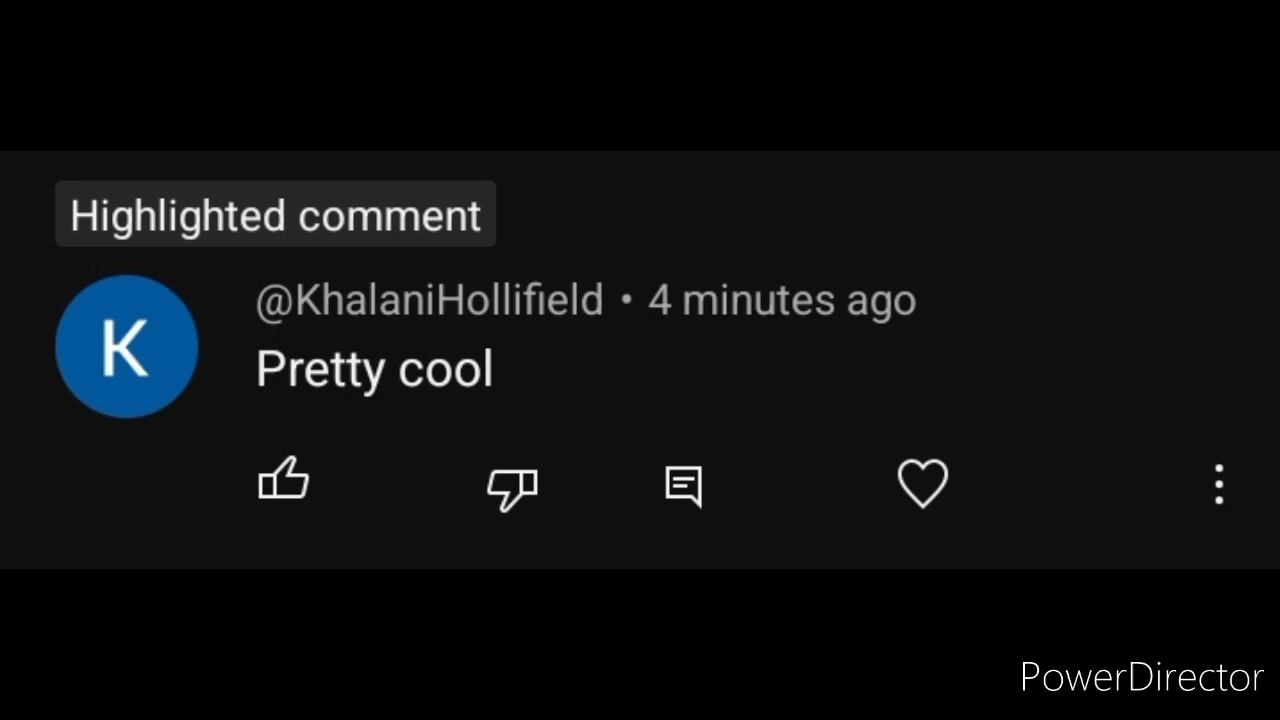 Highlighted comment
K
@KhalaniHollifield • 4 minutes ago
Pretty cool
PowerDirector